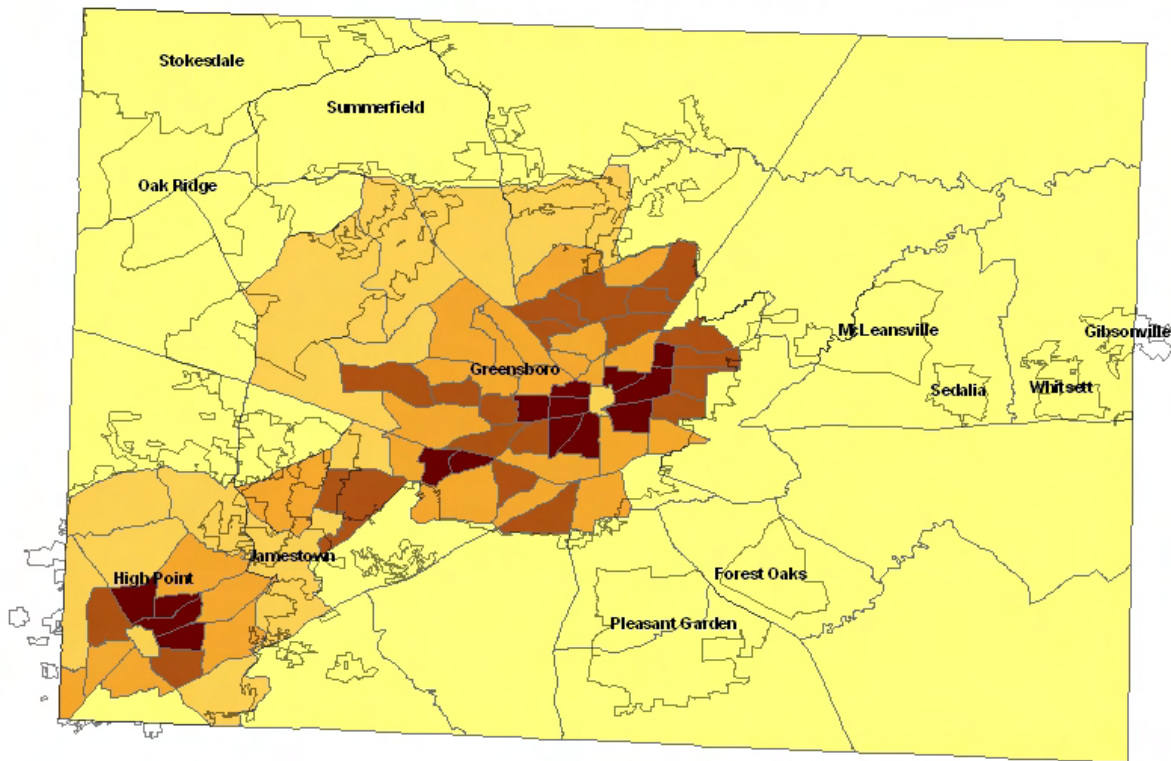 Stokesdale
Summerfield
Oak Ridge
McLeansville
Gibsonville
Greensboro
Sedalia
Whitsett
Jamestown
High Point
Forest Oaks
Pleasant Garden